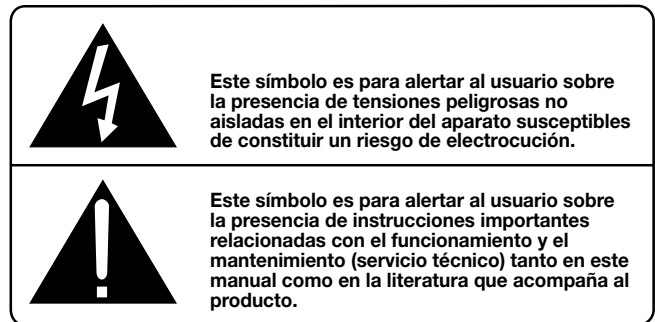 Este símbolo es para alertar al usuario sobre
la presencia de tensiones peligrosas no
aisladas en el interior del aparato susceptibles
de constituir un riesgo de electrocución.
Este símbolo es para alertar al usuario sobre
la presencia de instrucciones importantes
relacionadas con el funcionamiento y el
mantenimiento (servicio técnico) tanto en este
manual como en la literatura que acompaña al
producto.